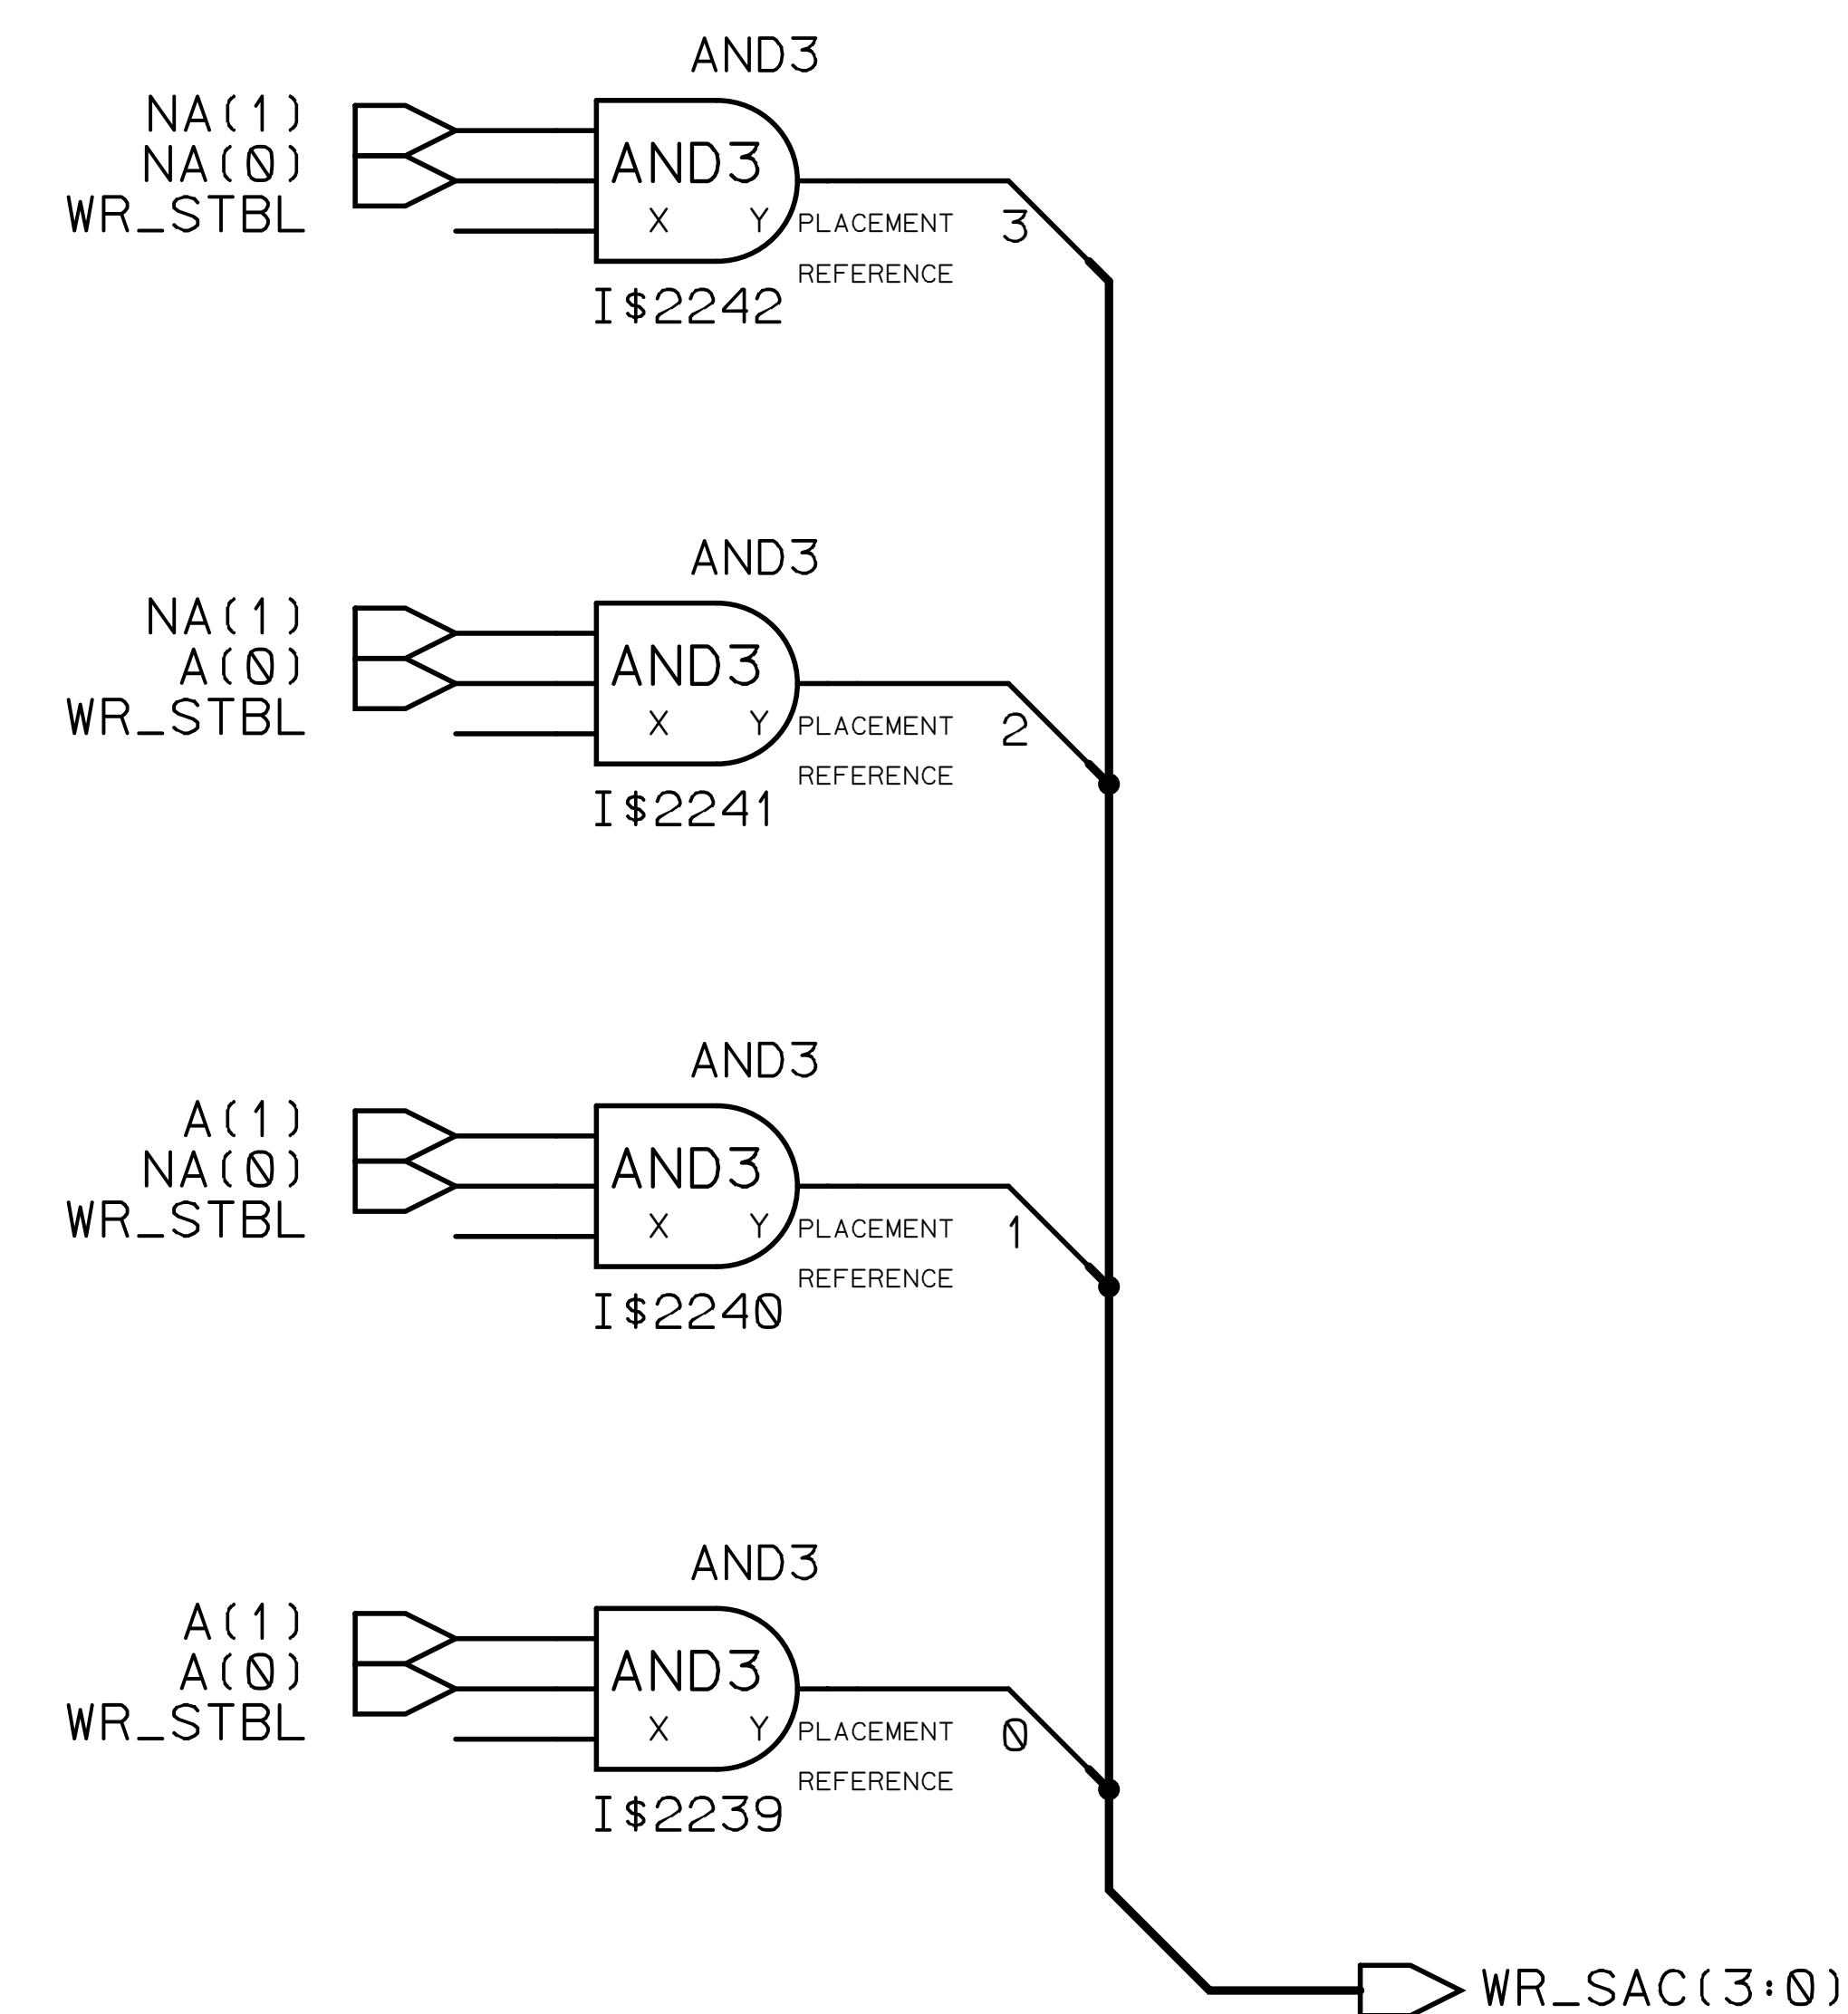 AND3
NA(1)
NA(0)
WR_STBL
AND3
X Y
PLACEMENT
REFERENCE
3
I$2242
AND3
NA(1)
A(0)
WR_STBL
AND3
X Y
PLACEMENT
REFERENCE
2
I$2241
AND3
A(1)
NA(0)
WR_STBL
AND3
X Y
PLACEMENT
REFERENCE
1
I$2240
AND3
A(1)
A(0)
WR_STBL
AND3
X Y
PLACEMENT
REFERENCE
0
I$2239
WR_SAC(3:0)